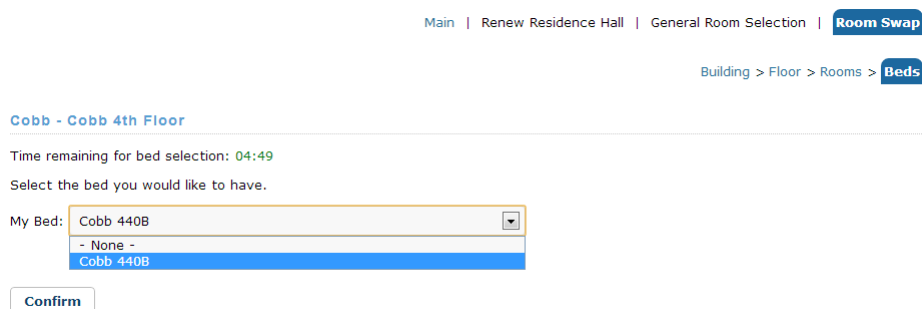 Main | Renew Residence Hall | General Room Selection | Room Swap
Building > Floor > Rooms > Beds
Cobb - Cobb 4th Floor
Time remaining for bed selection: 04:49
Select the bed you would like to have.
My Bed: Cobb 440B
- None -
Cobb 440B
Confirm